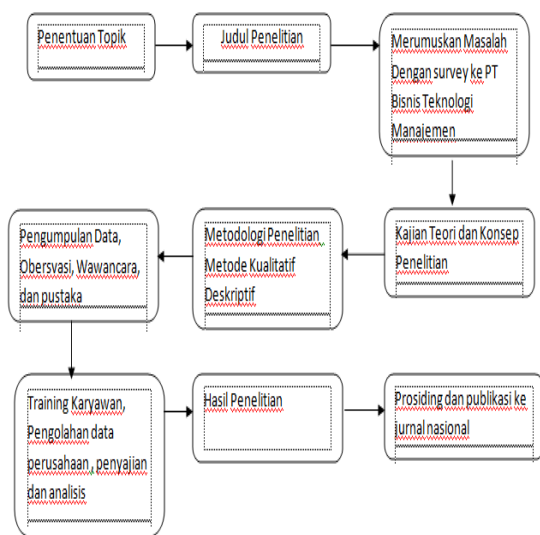 Penentuan Topik
Judul Penelitian
Merumuskan Masalah
Dengan survey ke PT
Bisnis Teknologi
Manajemen
Kajian Teori dan Konsep
Penelitian
Metodologi Penelitian
Metode Kualitatif
Deskriptif
Pengumpulan Data,
Obersvasi, Wawancara,
dan pustaka
Training Karyawan,
Pengolahan data
perusahaan , penyajian
dan analisis
Hasil Penelitian
Prosiding dan publikasi ke
jurnal nasional